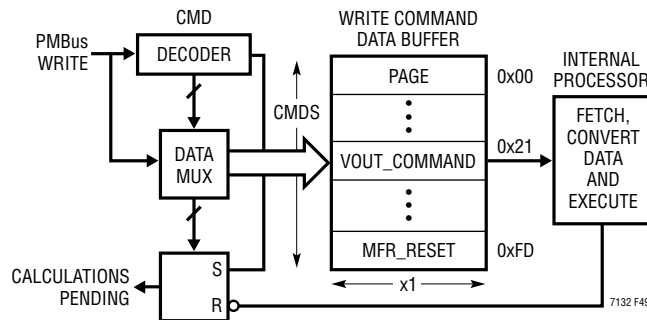 CMD
PMBus
WRITE
DECODER
CMDS
DATA
MUX
S
R
CALCULATIONS
PENDING
WRITE COMMAND
DATA BUFFER
PAGE
0x00
VOUT_COMMAND
0x21
MFR_RESET
0xFD
x1
INTERNAL
PROCESSOR
FETCH,
CONVERT
DATA
AND
EXECUTE
7132 F49